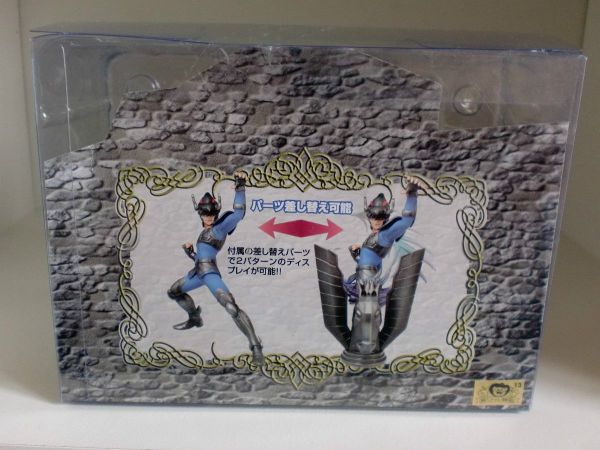 パーツ差し替え可能
付属の差し替えパーツ
で2パターンのディス
プレイが可能!!
13